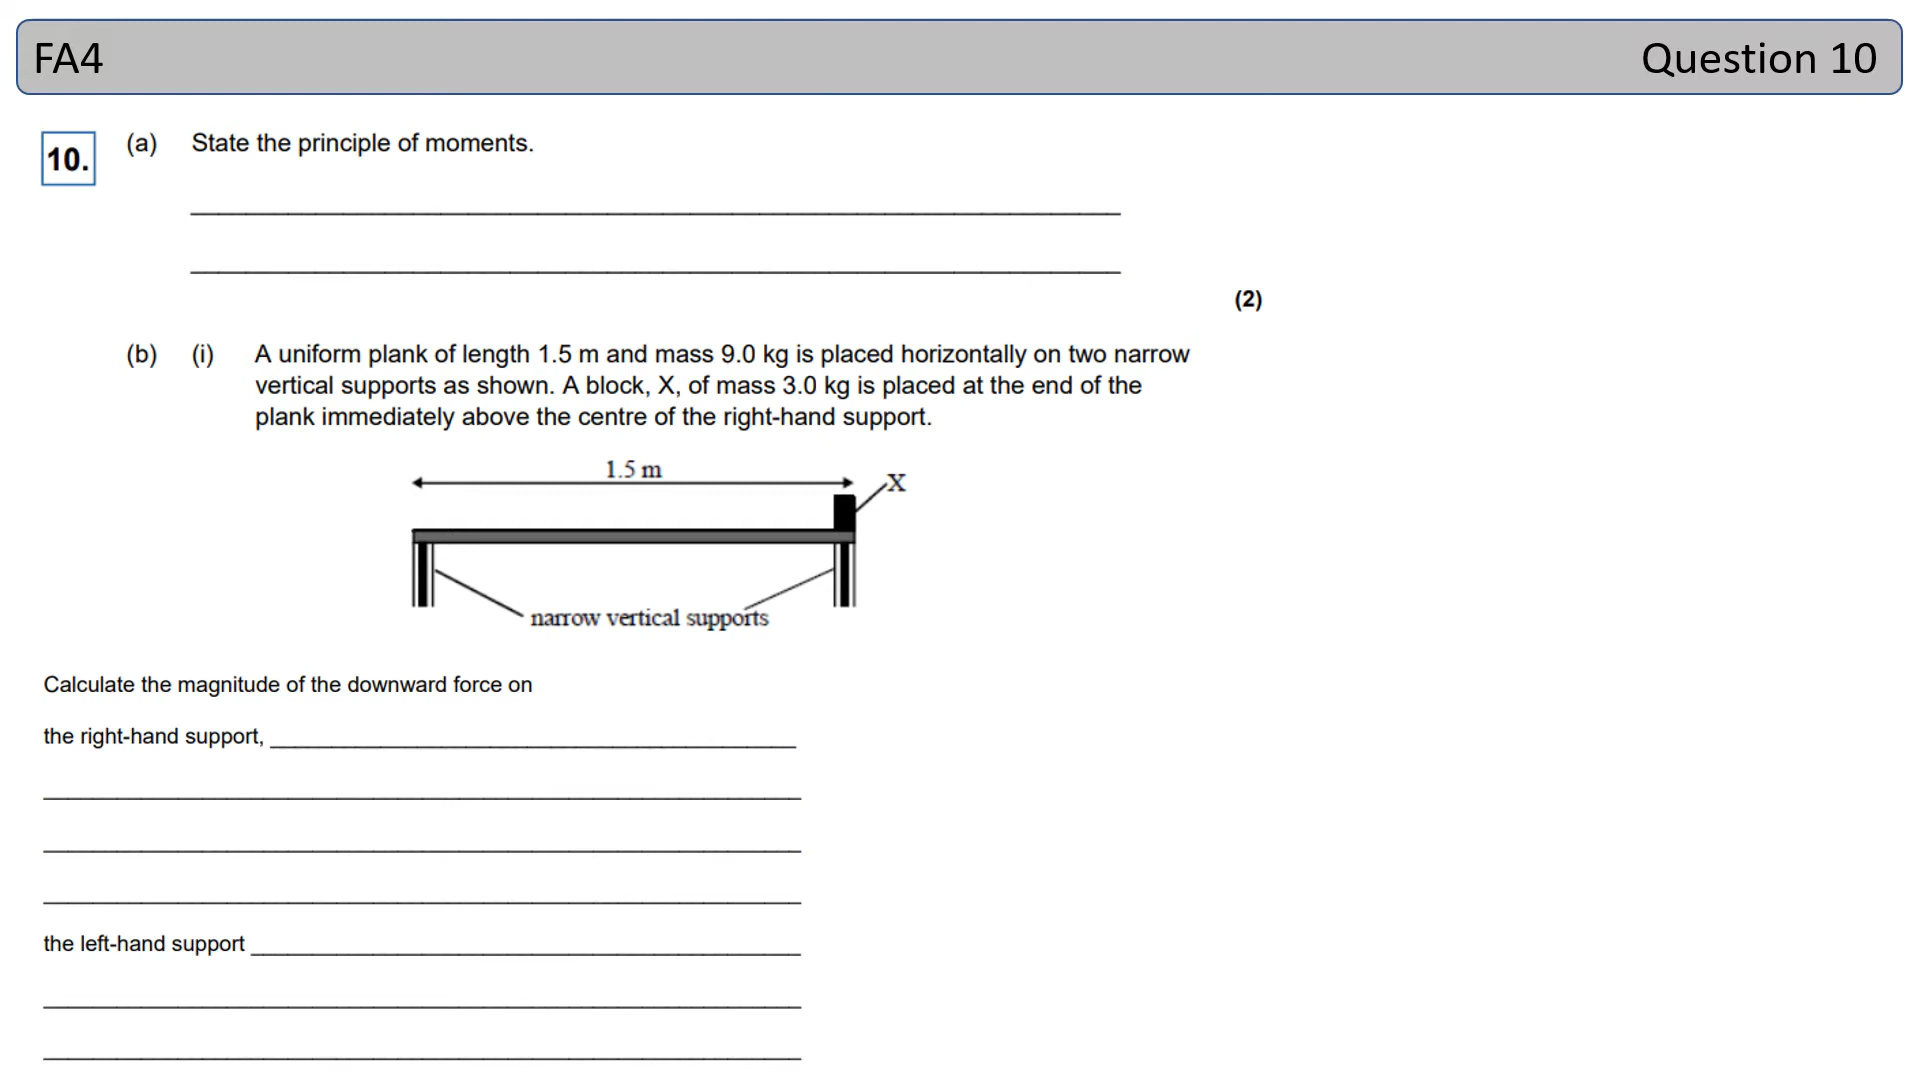 FA4
Question 10
10.
(a) State the principle of moments.
(2)
(b) (i) A uniform plank of length 1.5 m and mass 9.0 kg is placed horizontally on two narrow
vertical supports as shown. A block, X, of mass 3.0 kg is placed at the end of the
plank immediately above the centre of the right-hand support.
1.5 m
X
narrow vertical supports
Calculate the magnitude of the downward force on
the right-hand support,
the left-hand support